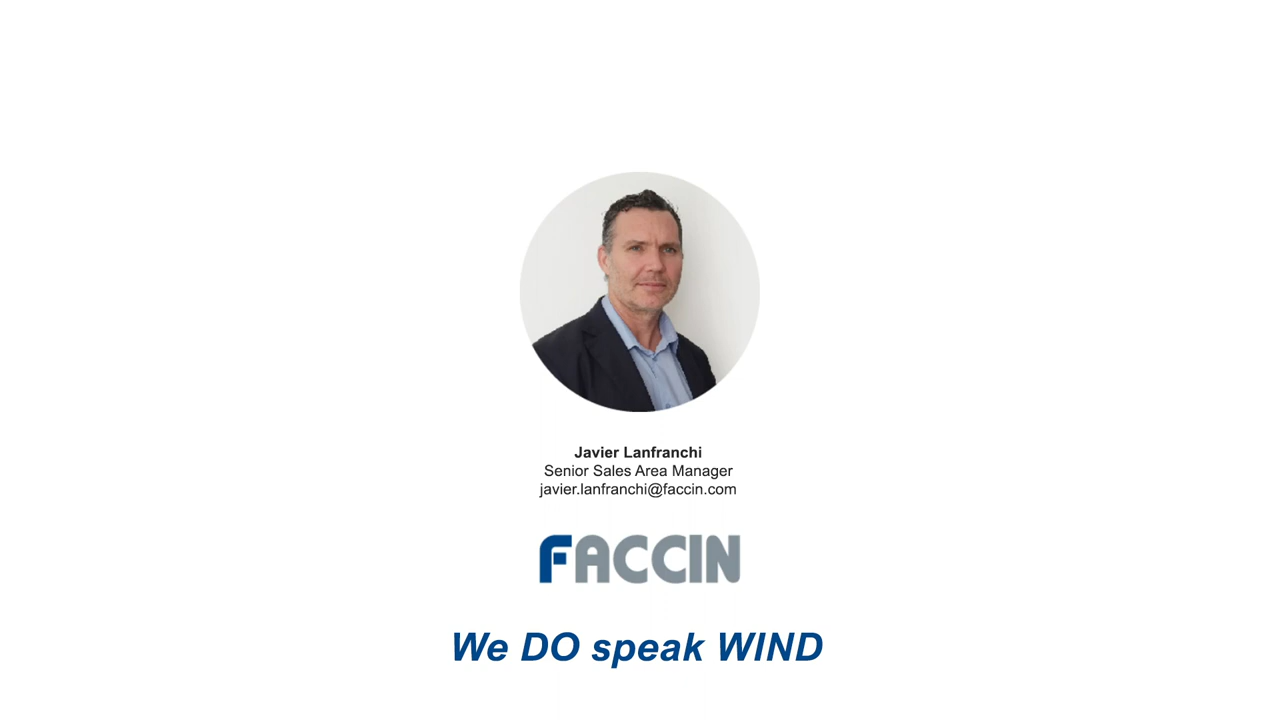 Javier Lanfranchi
Senior Sales Area Manager
javier.lanfranchi@faccin.com
FACCIN
We DO speak WIND